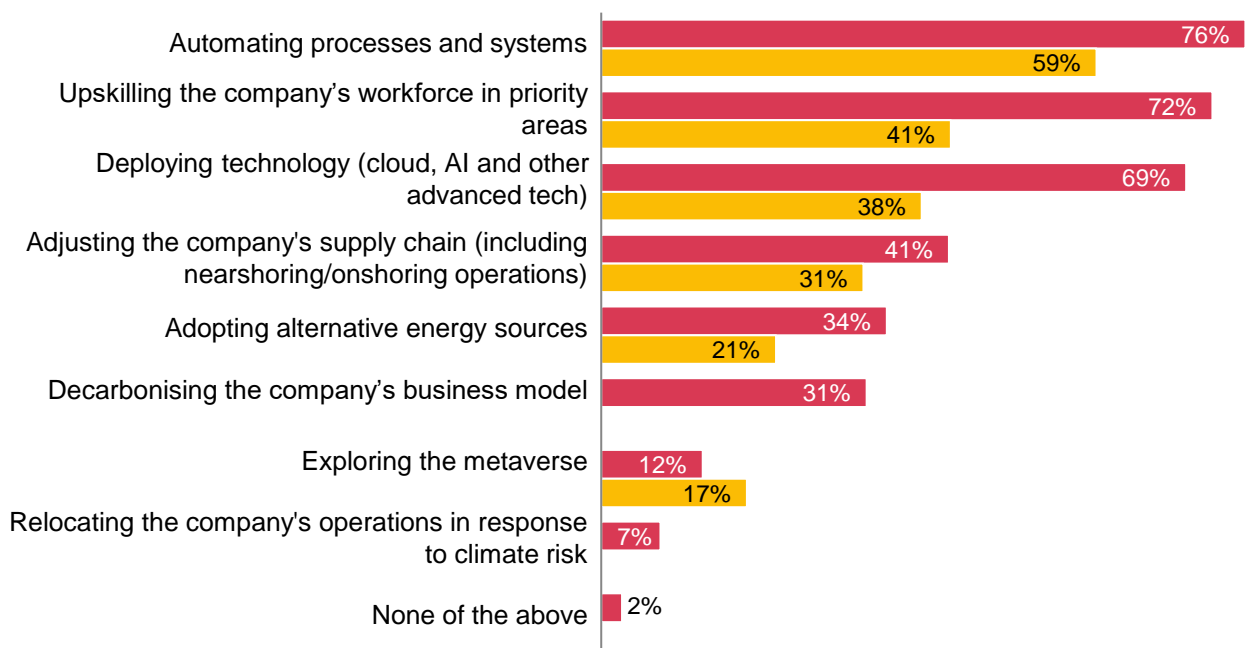 Automating processes and systems
76%
59%
Upskilling the company’s workforce in priority
areas
72%
41%
Deploying technology (cloud, AI and other
advanced tech)
69%
38%
Adjusting the company's supply chain (including
nearshoring/onshoring operations)
41%
31%
Adopting alternative energy sources
34%
21%
Decarbonising the company’s business model
31%
Exploring the metaverse
12%
17%
Relocating the company's operations in response
to climate risk
7%
None of the above
2%